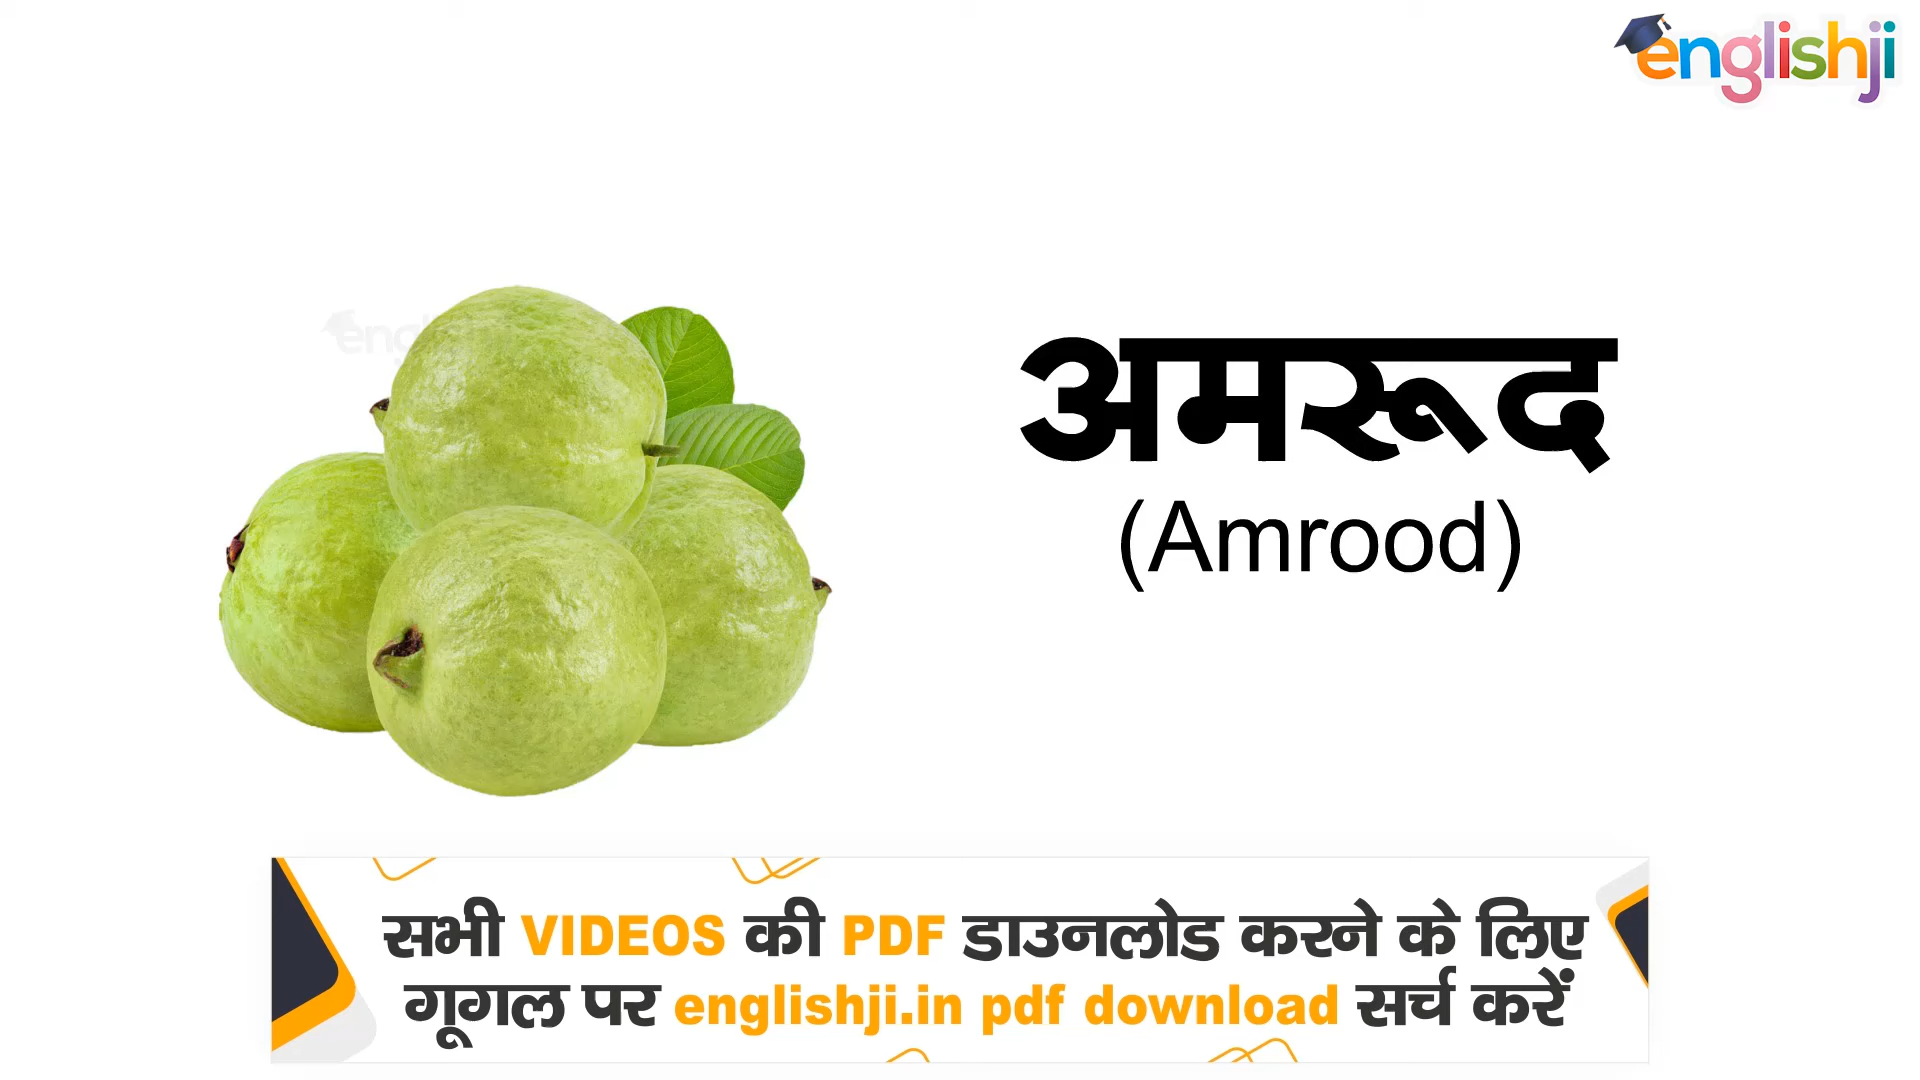 englishji
अमरूद
(Amrood)
सभी VIDEOS की PDF डाउनलोड करने के लिए
गूगल पर englishji.in pdf download सर्च करें